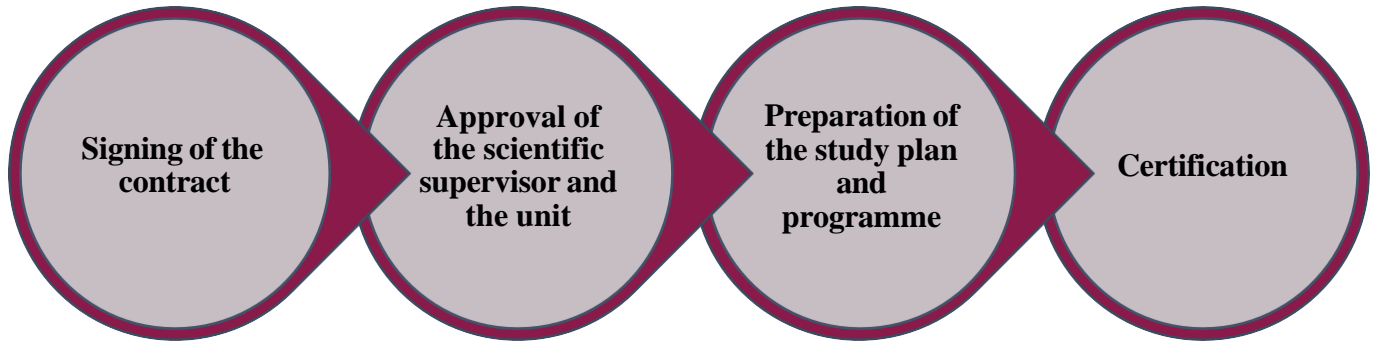 Signing of the
contract
Approval of
the scientific
supervisor and
the unit
Preparation of
the study plan
and
programme
Certification